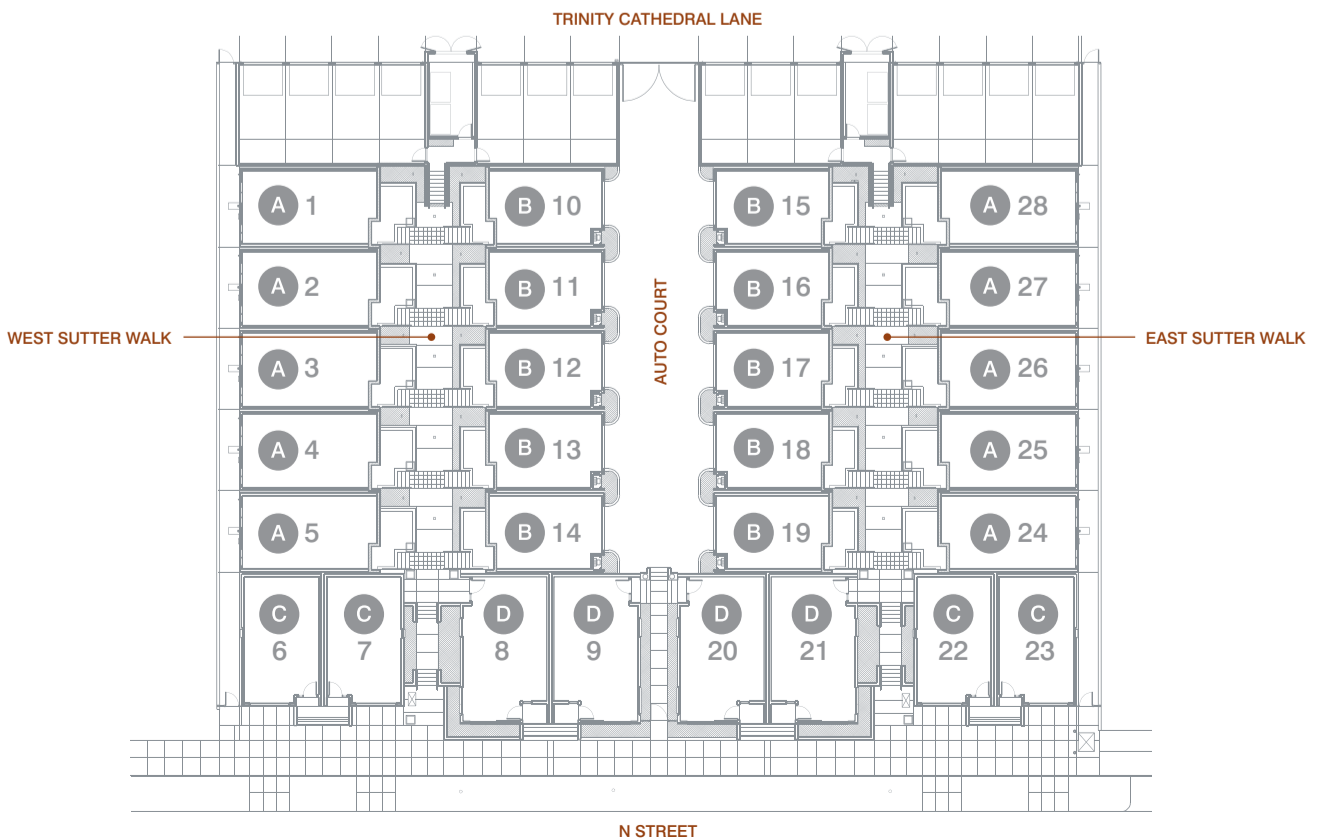 TRINITY CATHEDRAL LANE
A 1
B 10
B 15
A 28
A 2
B 11
B 16
A 27
WEST SUTTER WALK
AUTO COURT
EAST SUTTER WALK
A 3
B 12
B 17
A 26
A 4
B 13
B 18
A 25
A 5
B 14
B 19
A 24
C
6
C
7
D
8
D
9
D
20
D
21
C
22
C
23
N STREET